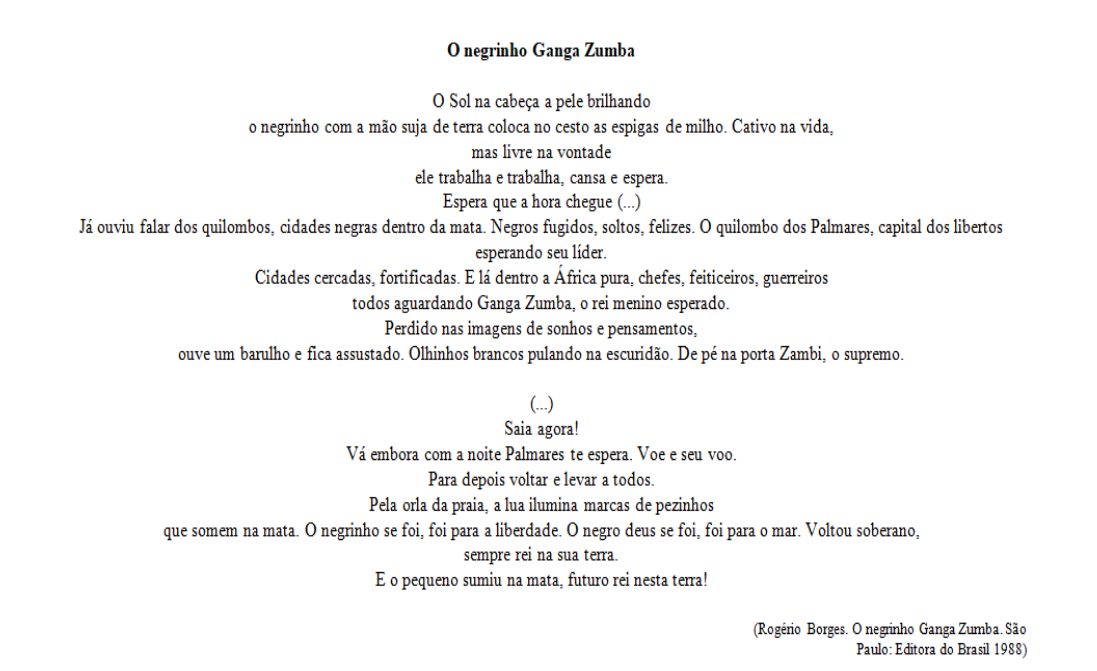 O negrinho Ganga Zumba
O Sol na cabeça a pele brilhando
o negrinho com a mão suja de terra coloca no cesto as espigas de milho. Cativo na vida,
mas livre na vontade
ele trabalha e trabalha, cansa e espera.
Espera que a hora chegue (...)
Já ouviu falar dos quilombos, cidades negras dentro da mata. Negros fugidos, soltos, felizes. O quilombo dos Palmares, capital dos libertos
esperando seu líder.
Cidades cercadas, fortificadas. E lá dentro a África pura, chefes, feiticeiros, guerreiros
todos aguardando Ganga Zumba, o rei menino esperado.
Perdido nas imagens de sonhos e pensamentos,
ouve um barulho e fica assustado. Olhinhos brancos pulando na escuridão. De pé na porta Zambi, o supremo.
(...)
Saia agora!
Vá embora com a noite Palmares te espera. Voe e seu voo.
Para depois voltar e levar a todos.
Pela orla da praia, a lua ilumina marcas de pezinhos
que somem na mata. O negrinho se foi, foi para a liberdade. O negro deus se foi, foi para o mar. Voltou soberano,
sempre rei na sua terra.
E o pequeno sumiu na mata, futuro rei nesta terra!
(Rogério Borges. O negrinho Ganga Zumba. São
Paulo: Editora do Brasil 1988)